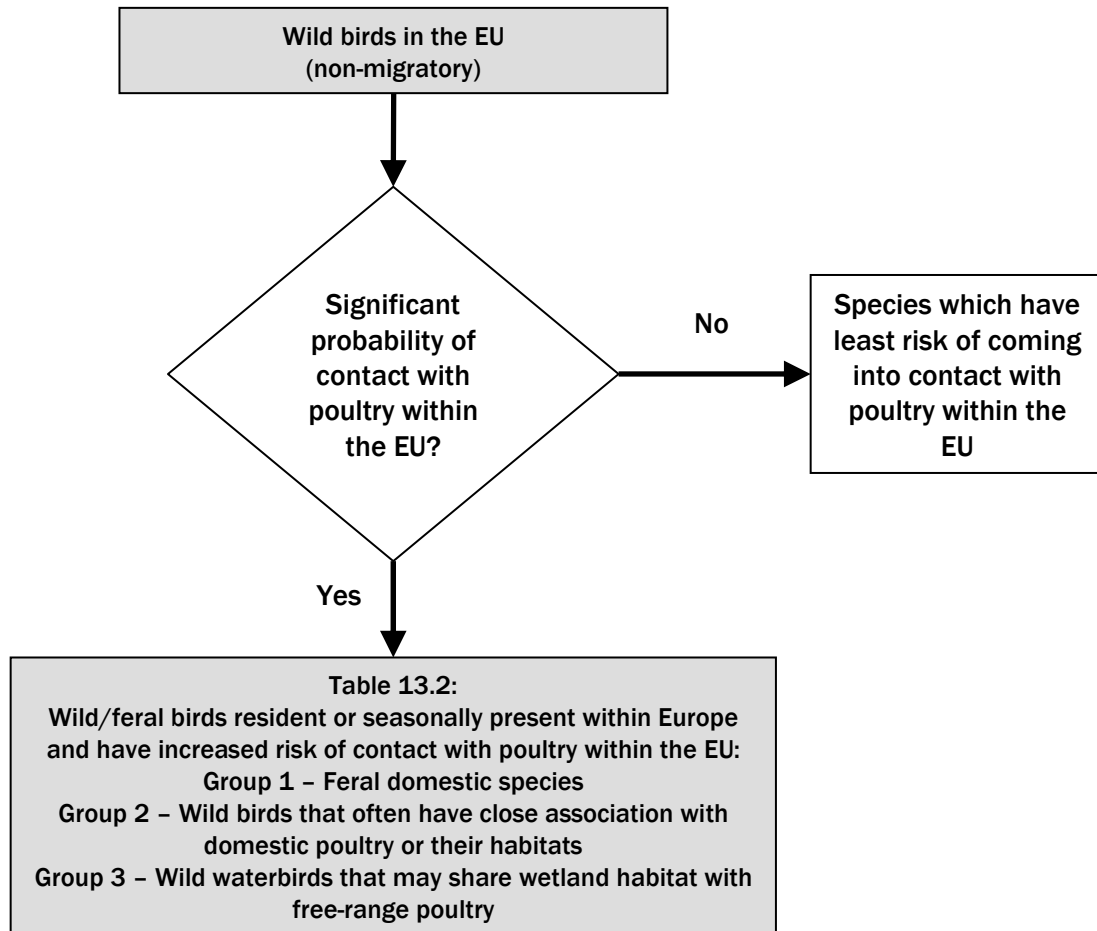 Wild birds in the EU
(non-migratory)
Significant
probability of
contact with
poultry within
the EU?
No
Species which have
least risk of coming
into contact with
poultry within the
EU
Yes
Table 13.2:
Wild/feral birds resident or seasonally present within Europe
and have increased risk of contact with poultry within the EU:
Group 1 – Feral domestic species
Group 2 – Wild birds that often have close association with
domestic poultry or their habitats
Group 3 – Wild waterbirds that may share wetland habitat with
free-range poultry